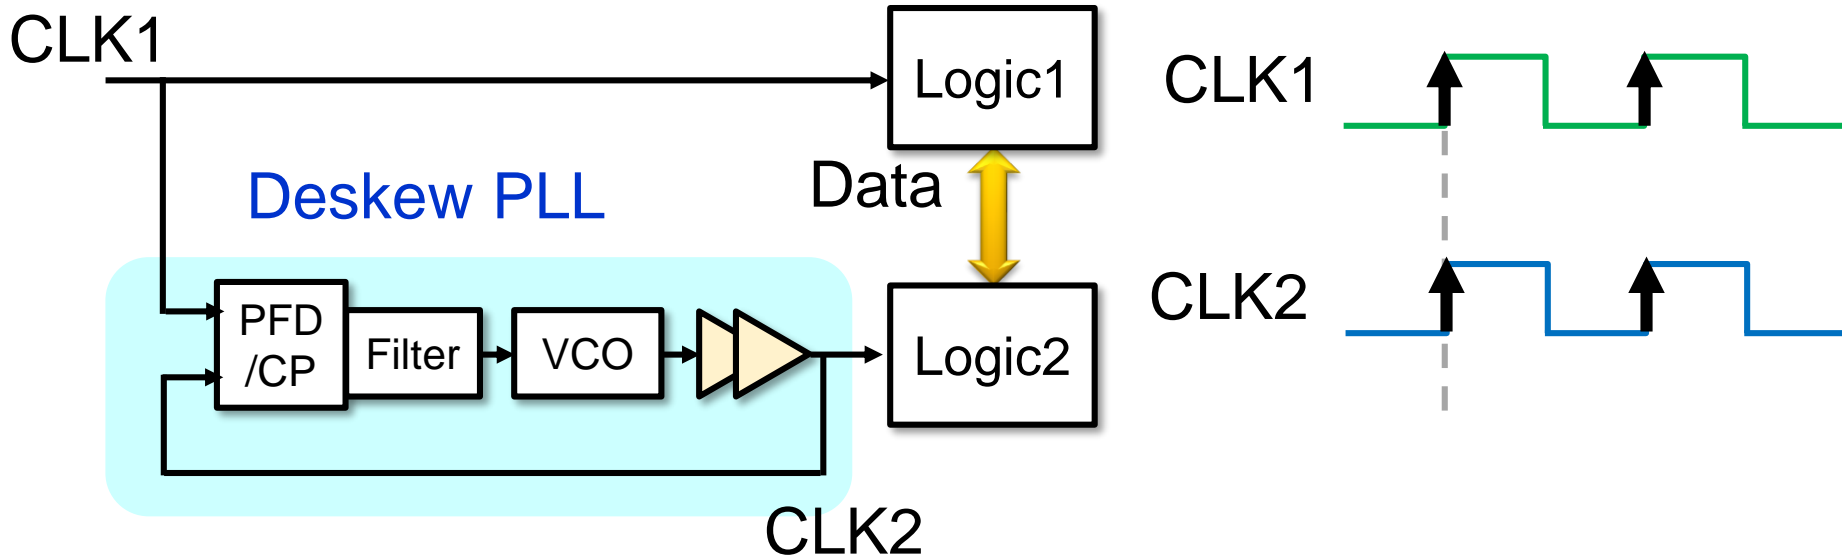 CLK1
Logic1
CLK1
Data
Deskew PLL
PFD
/CP
Filter
VCO
Logic2
CLK2
CLK2